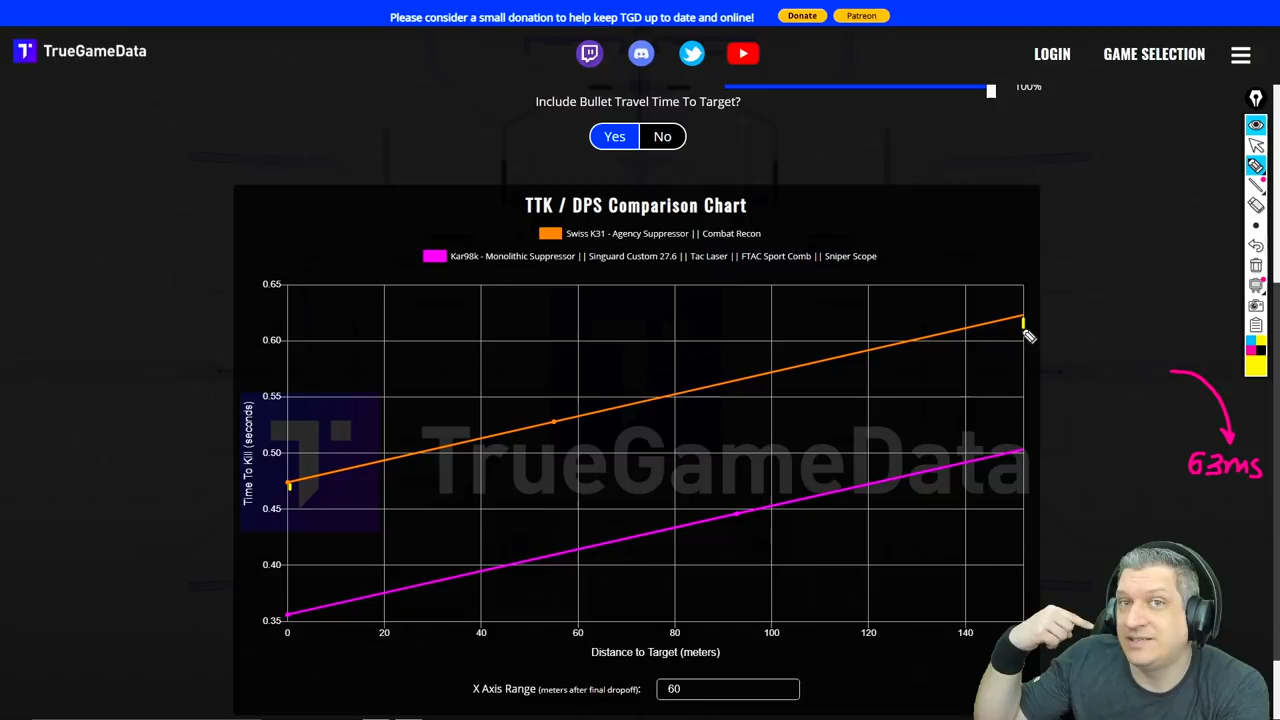 Please consider a small donation to help keep TGD up to date and online! Donate Patreon
TrueGameData LOGIN GAME SELECTION
100%
Include Bullet Travel Time To Target?
Yes No
TTK / DPS Comparison Chart
Swiss K31 - Agency Suppressor || Combat Recon
Kar98k - Monolithic Suppressor || Singuard Custom 27.6 || Tac Laser || FTAC Sport Comb || Sniper Scope
0.65
0.60
0.55
0.50
0.45
0.40
0.35
Time To Kill (seconds)
TrueGameData
63ms
0 20 40 60 80 100 120 140
Distance to Target (meters)
X Axis Range (meters after final dropoff): 60